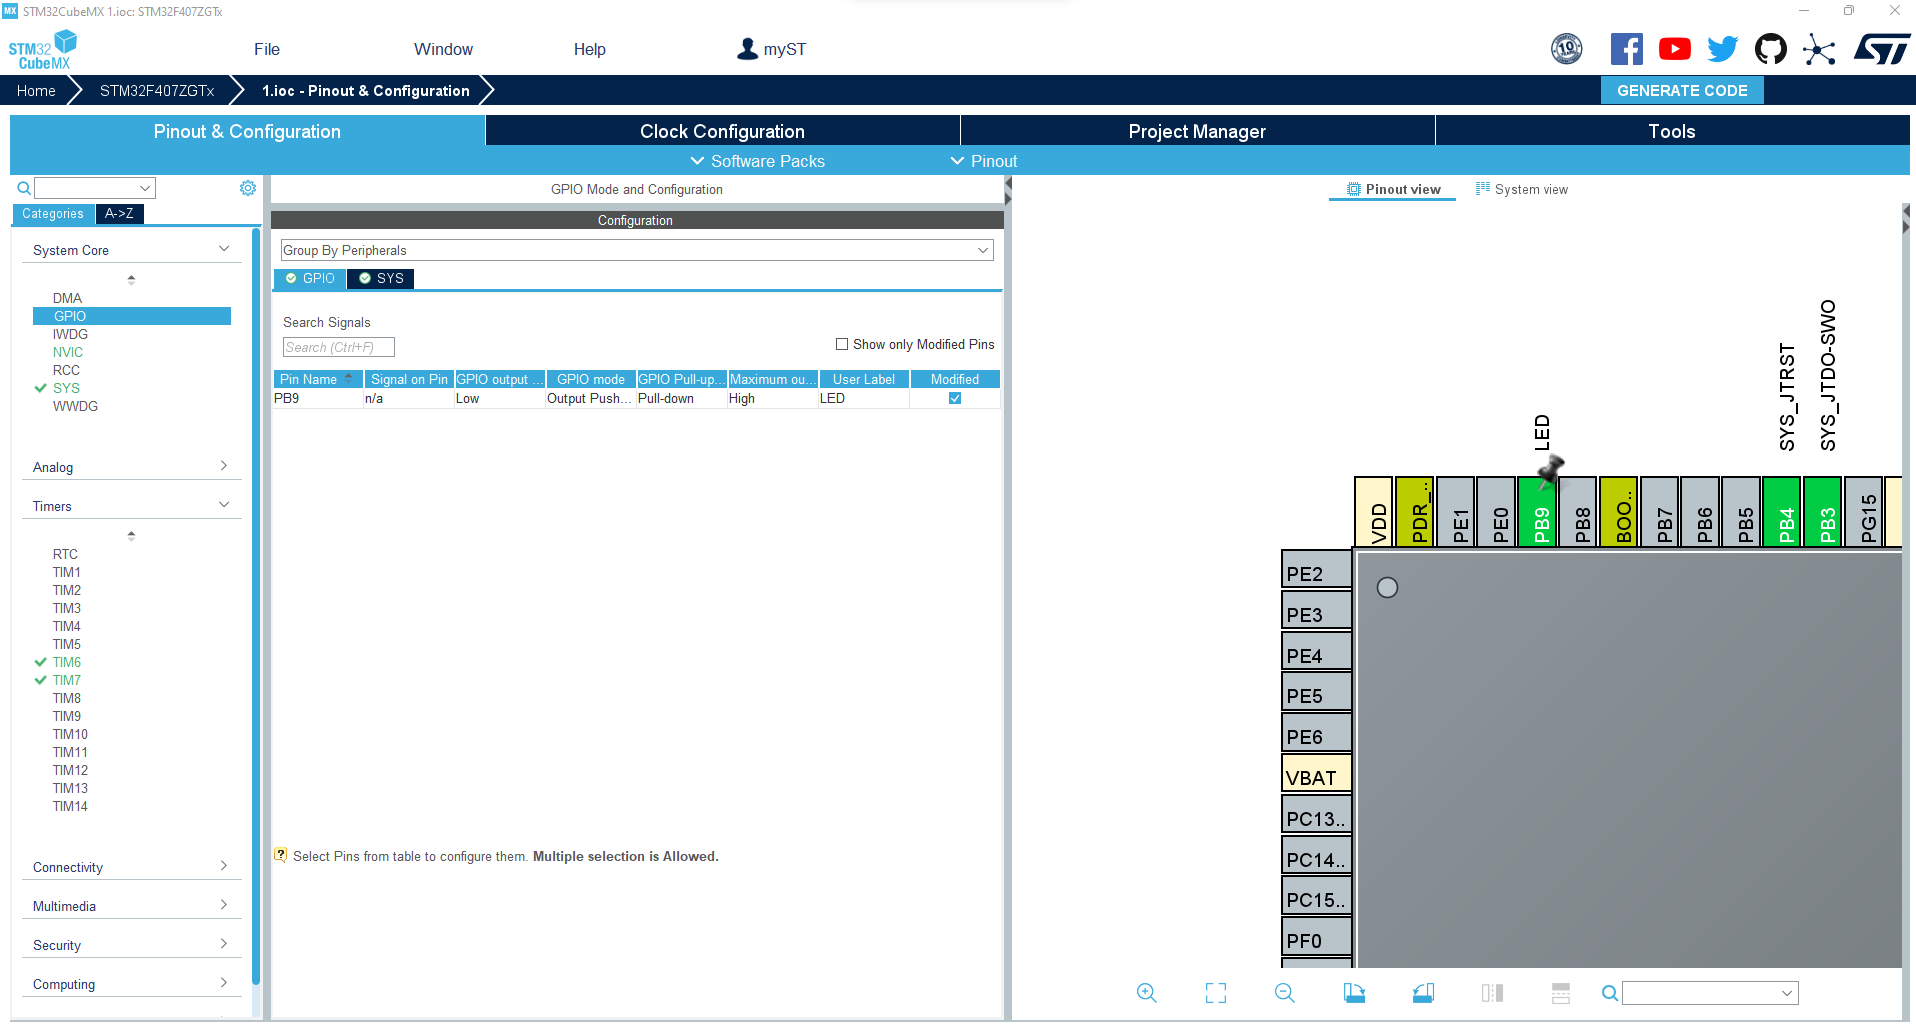 MX STM32CubeMX 1.ioc: STM32F407ZGTx
STM32
CubeMX
File
Window
Help
myST
10
Home
STM32F407ZGTx
1.ioc - Pinout & Configuration
GENERATE CODE
Pinout & Configuration
Clock Configuration
Project Manager
Tools
Software Packs
Pinout
Categories
A->Z
System Core
DMA
GPIO
IWDG
NVIC
RCC
SYS
WWDG
Analog
Timers
RTC
TIM1
TIM2
TIM3
TIM4
TIM5
TIM6
TIM7
TIM8
TIM9
TIM10
TIM11
TIM12
TIM13
TIM14
Connectivity
Multimedia
Security
Computing
GPIO Mode and Configuration
Configuration
Group By Peripherals
GPIO
SYS
Search Signals
Search (Ctrl+F)
Show only Modified Pins
Pin Name Signal on Pin GPIO output ... GPIO mode GPIO Pull-up... Maximum ou... User Label Modified
PB9 n/a Low Output Push... Pull-down High LED
Select Pins from table to configure them. Multiple selection is Allowed.
Pinout view
System view
LED
SYS_JTRST
SYS_JTDO-SWO
VDD
PDR_..
PE1
PE0
PB9
PB8
BOO..
PB7
PB6
PB5
PB4
PB3
PG15
PE2
PE3
PE4
PE5
PE6
VBAT
PC13..
PC14..
PC15..
PF0